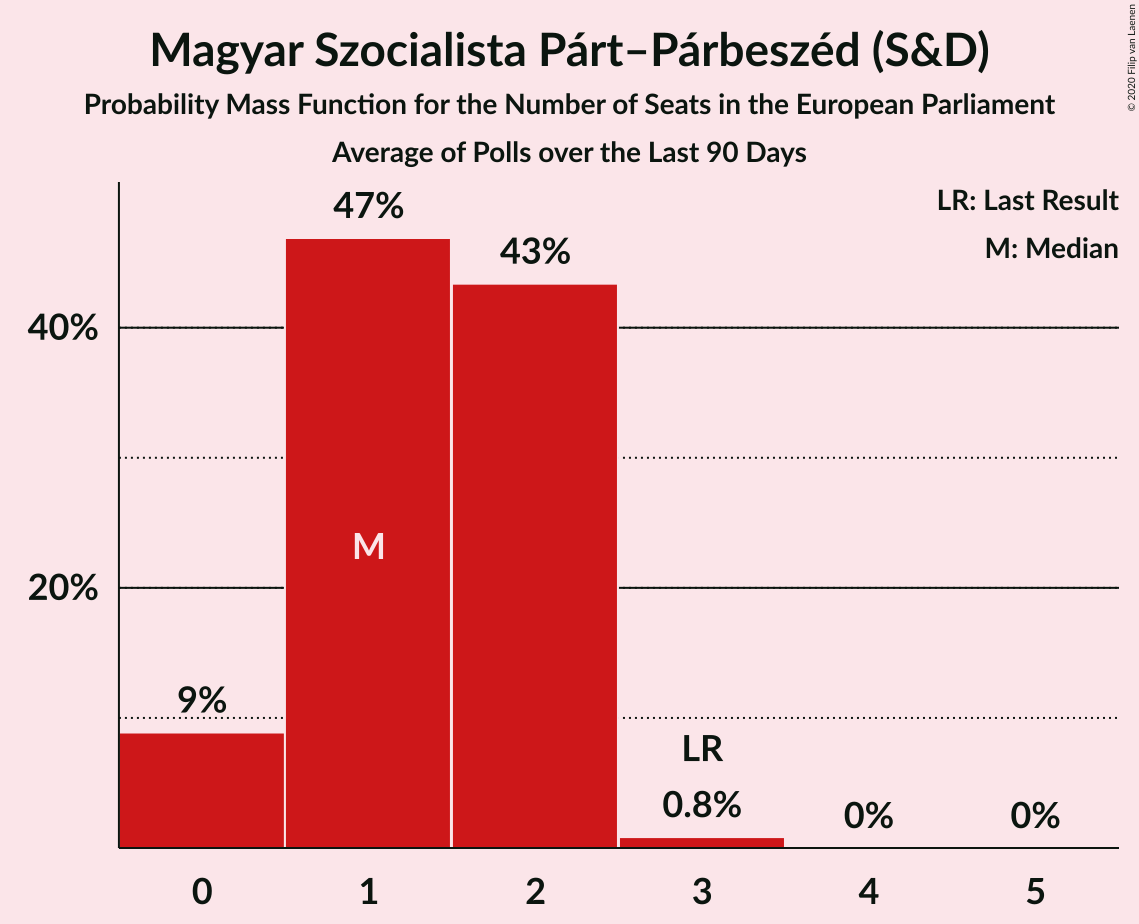 Magyar Szocialista Párt–Párbeszéd (S&D)
Probability Mass Function for the Number of Seats in the European Parliament
Average of Polls over the Last 90 Days
© 2020 Filip van Laenen
LR: Last Result
M: Median
47%
43%
40%
M
20%
9%
LR
0.8%
0%
0%
0
1
2
3
4
5